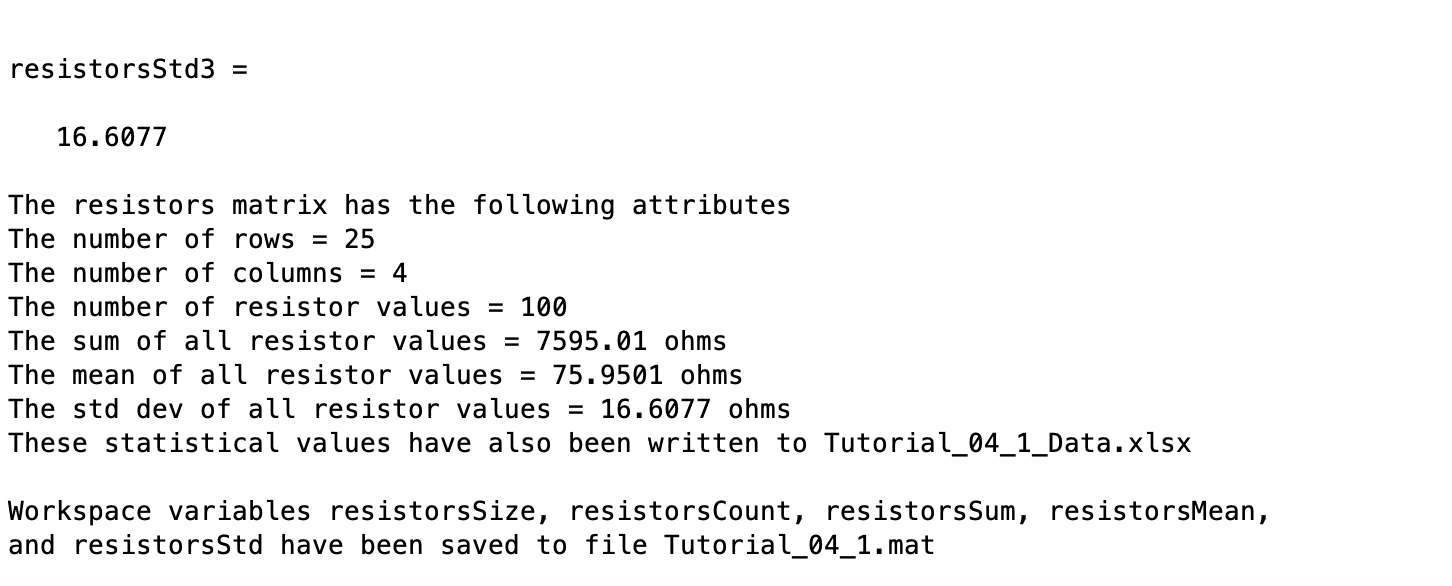 resistorsStd3 =
16.6077
The resistors matrix has the following attributes
The number of rows = 25
The number of columns = 4
The number of resistor values = 100
The sum of all resistor values = 7595.01 ohms
The mean of all resistor values = 75.9501 ohms
The std dev of all resistor values = 16.6077 ohms
These statistical values have also been written to Tutorial_04_1_Data.xlsx
Workspace variables resistorsSize, resistorsCount, resistorsSum, resistorsMean,
and resistorsStd have been saved to file Tutorial_04_1.mat